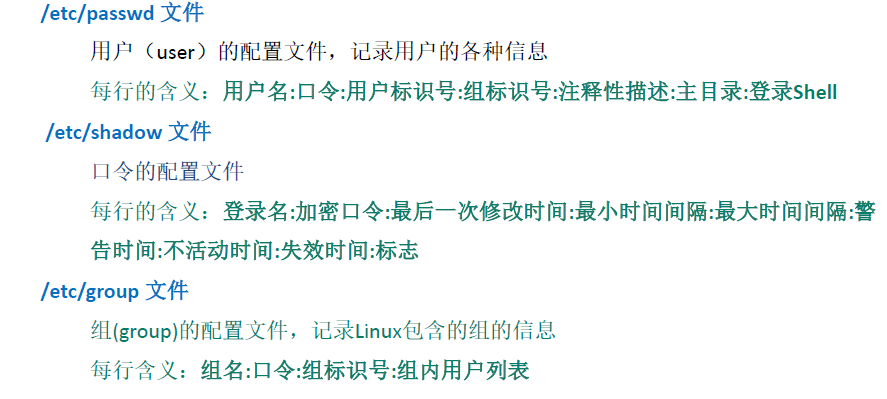 /etc/passwd 文件
用户（user）的配置文件，记录用户的各种信息
每行的含义：用户名:口令:用户标识号:组标识号:注释性描述:主目录:登录Shell
/etc/shadow 文件
口令的配置文件
每行的含义：登录名:加密口令:最后一次修改时间:最小时间间隔:最大时间间隔:警
告时间:不活动时间:失效时间:标志
/etc/group 文件
组(group)的配置文件，记录Linux包含的组的信息
每行含义：组名:口令:组标识号:组内用户列表